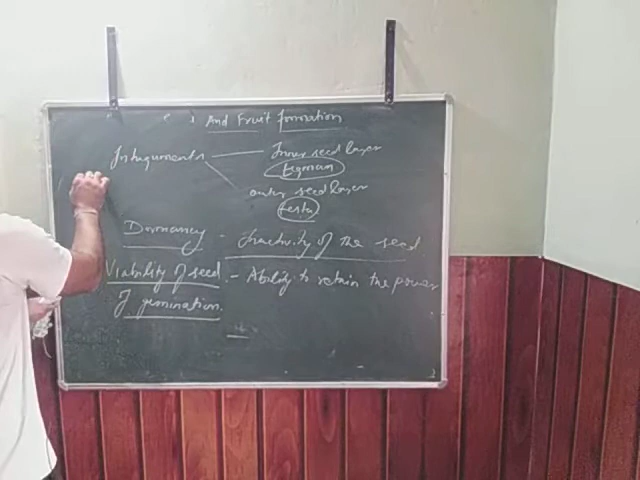 And Fruit formation
Integuments
Inner seed layer
Tegmen
outer seed layer
testa
Dormancy - Inactivity of the seed
Viability of seed - Ability to retain the power
of germination.